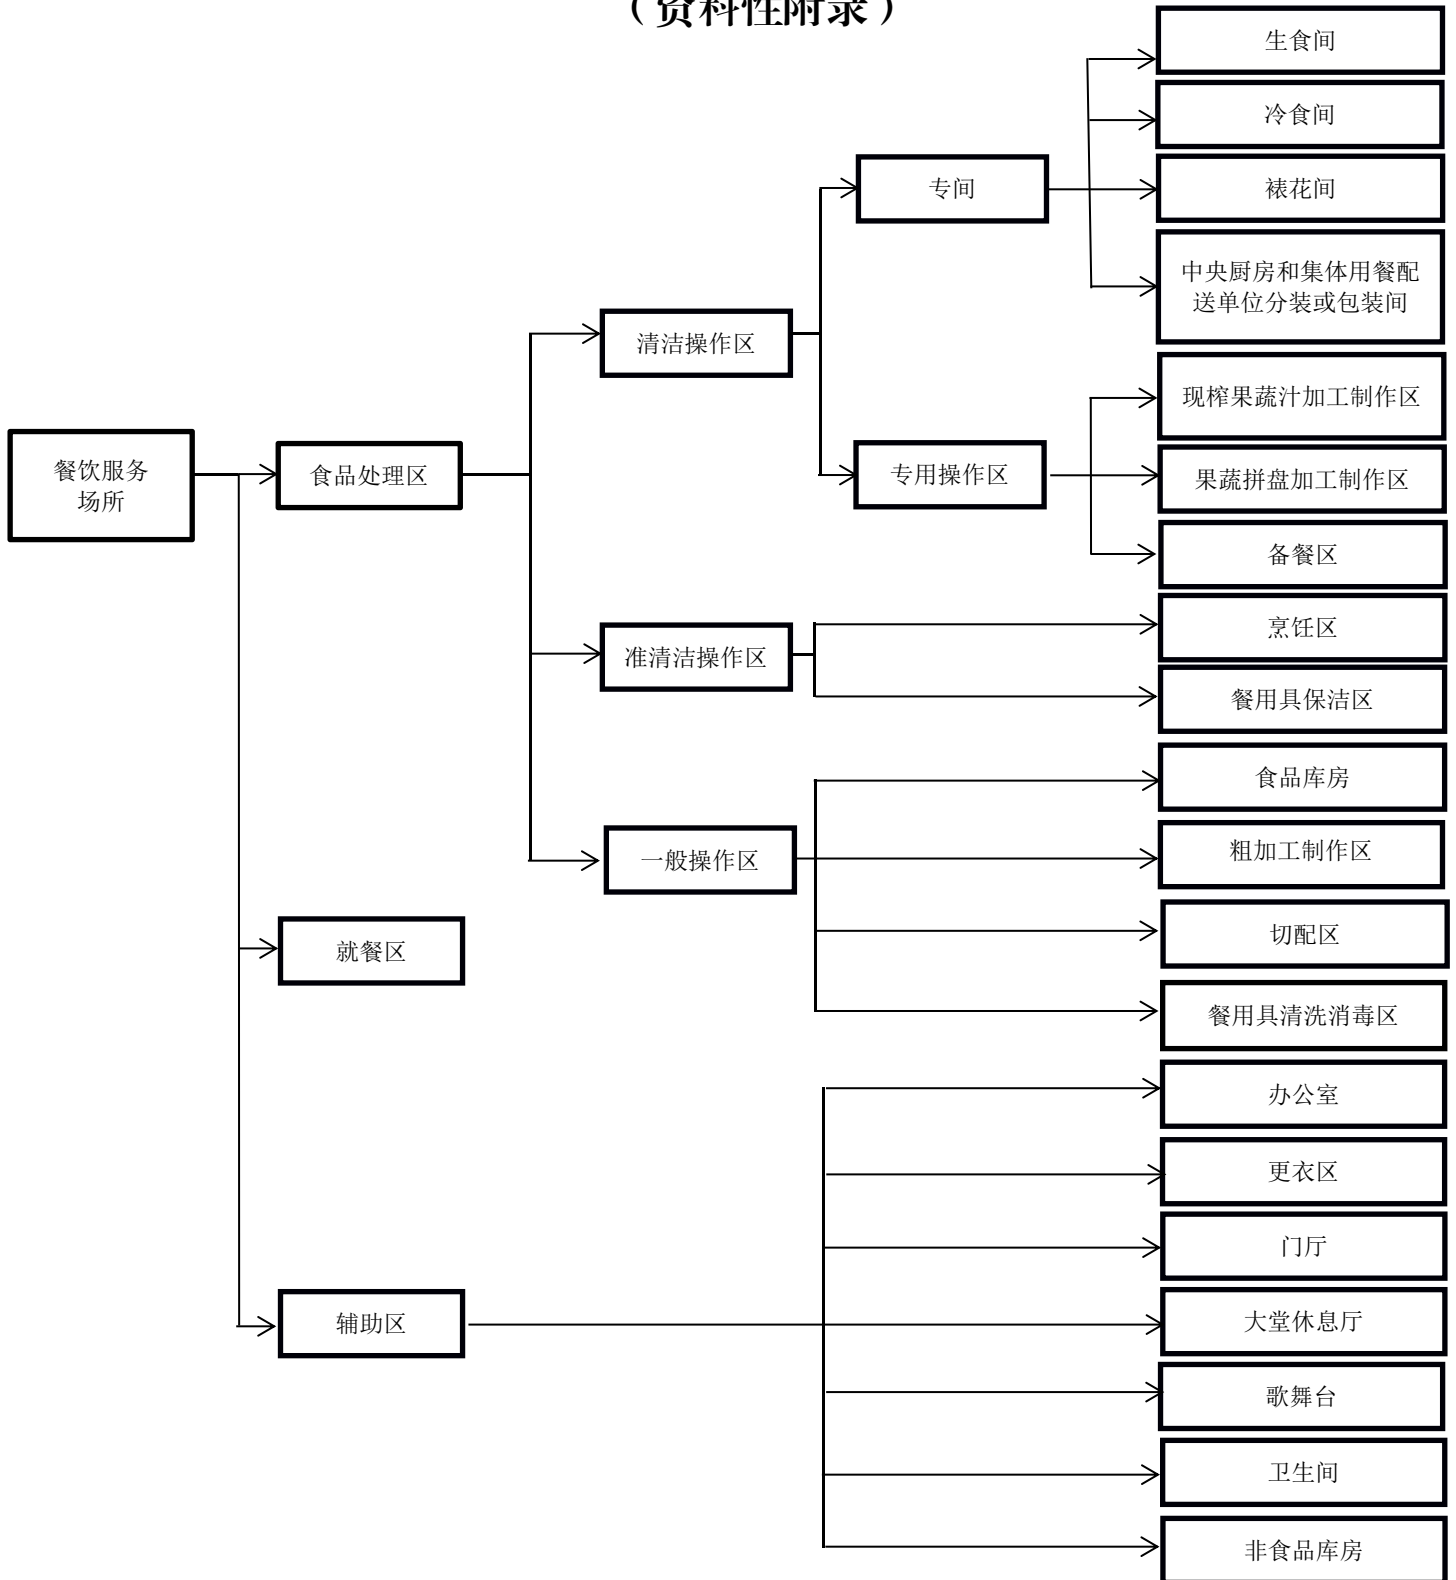 （资料性附录）
生食间
冷食间
专间
裱花间
中央厨房和集体用餐配
送单位分装或包装间
清洁操作区
现榨果蔬汁加工制作区
餐饮服务
场所
食品处理区
专用操作区
果蔬拼盘加工制作区
备餐区
烹饪区
准清洁操作区
餐用具保洁区
食品库房
一般操作区
粗加工制作区
切配区
就餐区
餐用具清洗消毒区
办公室
更衣区
门厅
辅助区
大堂休息厅
歌舞台
卫生间
非食品库房